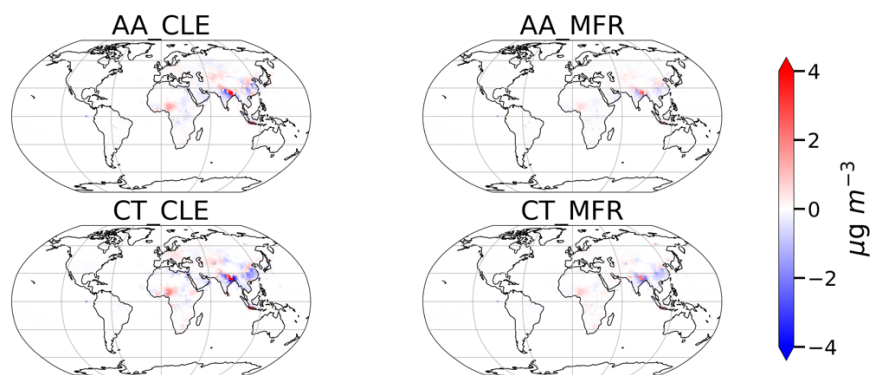 AA_CLE
AA_MFR
CT_CLE
CT_MFR
4
2
0
−2
−4
μg m⁻³